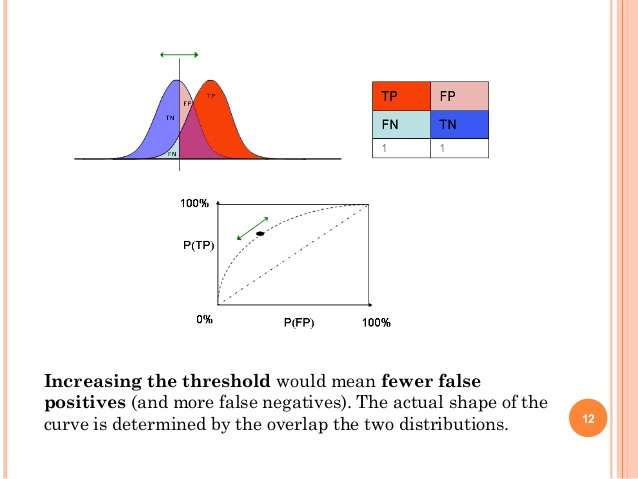 TP
FP
TN
FN
TP FP
FN TN
1 1
100%
P(TP)
0% P(FP) 100%
Increasing the threshold would mean fewer false
positives (and more false negatives). The actual shape of the
curve is determined by the overlap the two distributions.
12